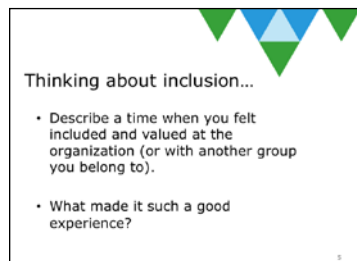 Thinking about inclusion...
• Describe a time when you felt
included and valued at the
organization (or with another group
you belong to).
• What made it such a good
experience?